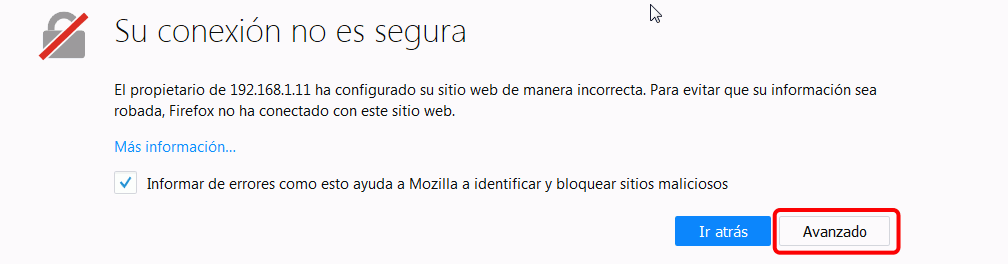 Su conexión no es segura
El propietario de 192.168.1.11 ha configurado su sitio web de manera incorrecta. Para evitar que su información sea
robada, Firefox no ha conectado con este sitio web.
Más información...
Informar de errores como esto ayuda a Mozilla a identificar y bloquear sitios maliciosos
Ir atrás
Avanzado